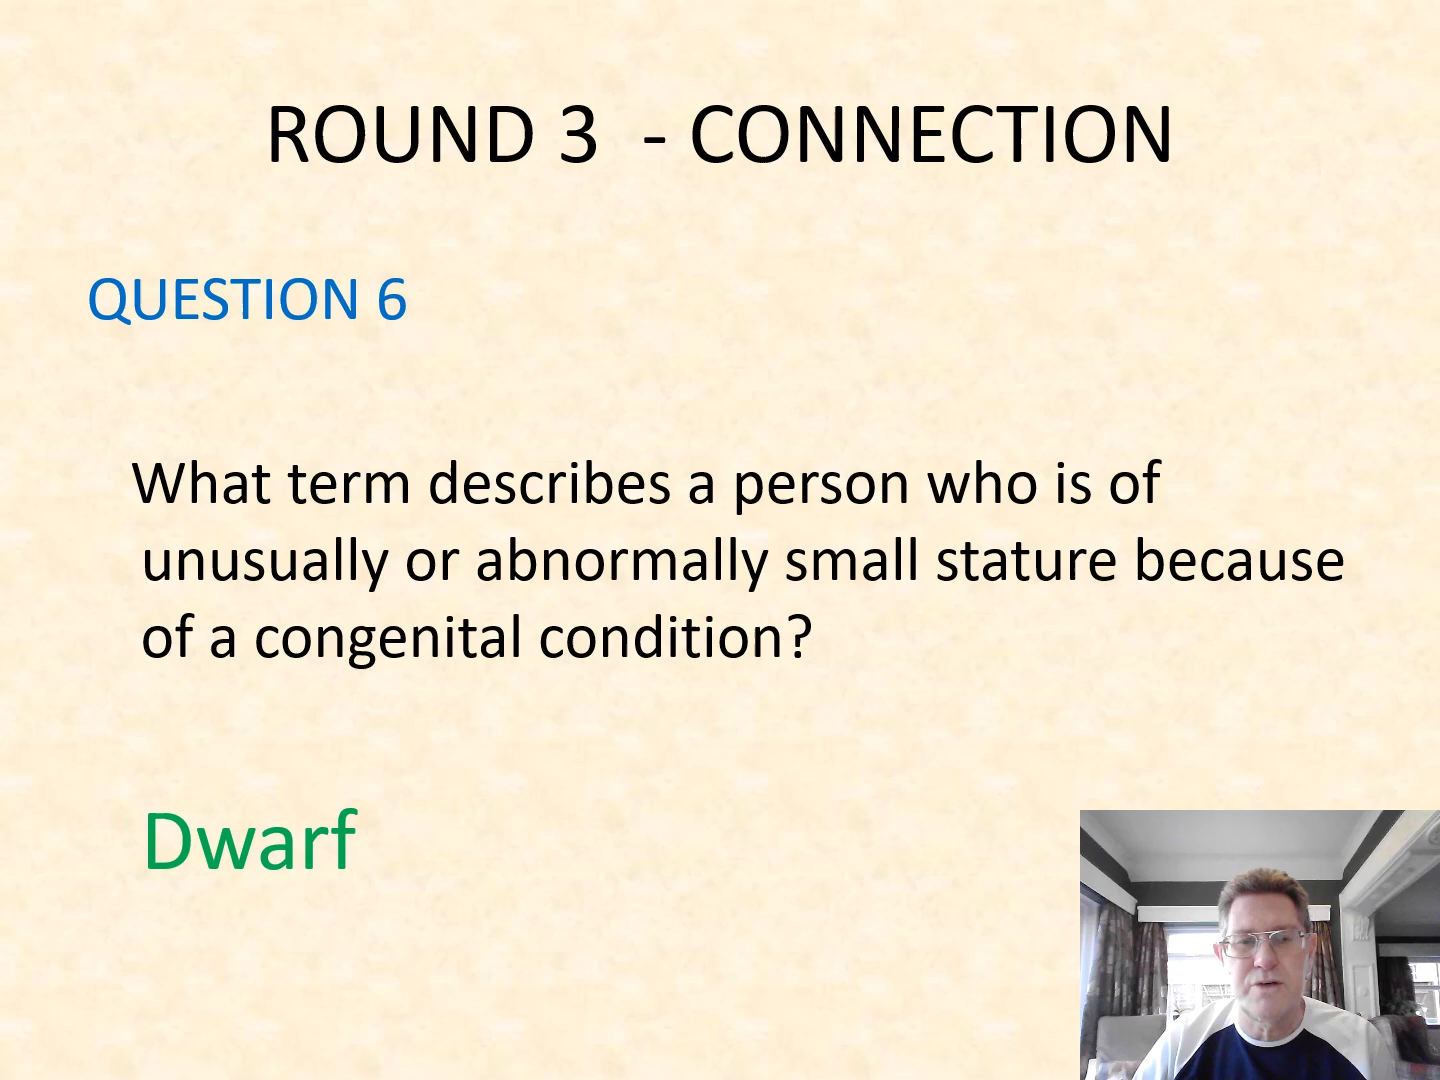 ROUND 3  - CONNECTION
QUESTION 6
What term describes a person who is of
unusually or abnormally small stature because
of a congenital condition?
Dwarf